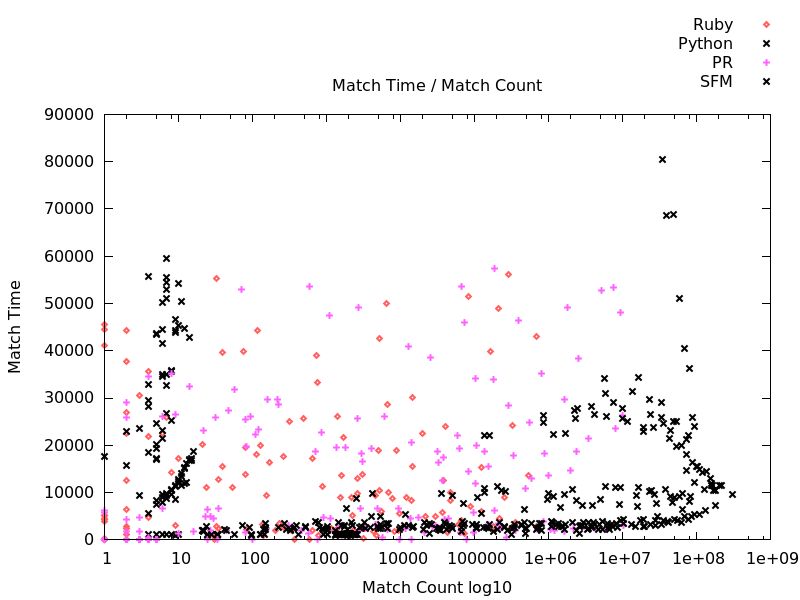 Ruby
Python
PR
SFM
Match Time / Match Count
90000
80000
70000
60000
50000
40000
30000
20000
10000
0
Match Time
1 10 100 1000 10000 100000 1e+06 1e+07 1e+08 1e+09
Match Count log10